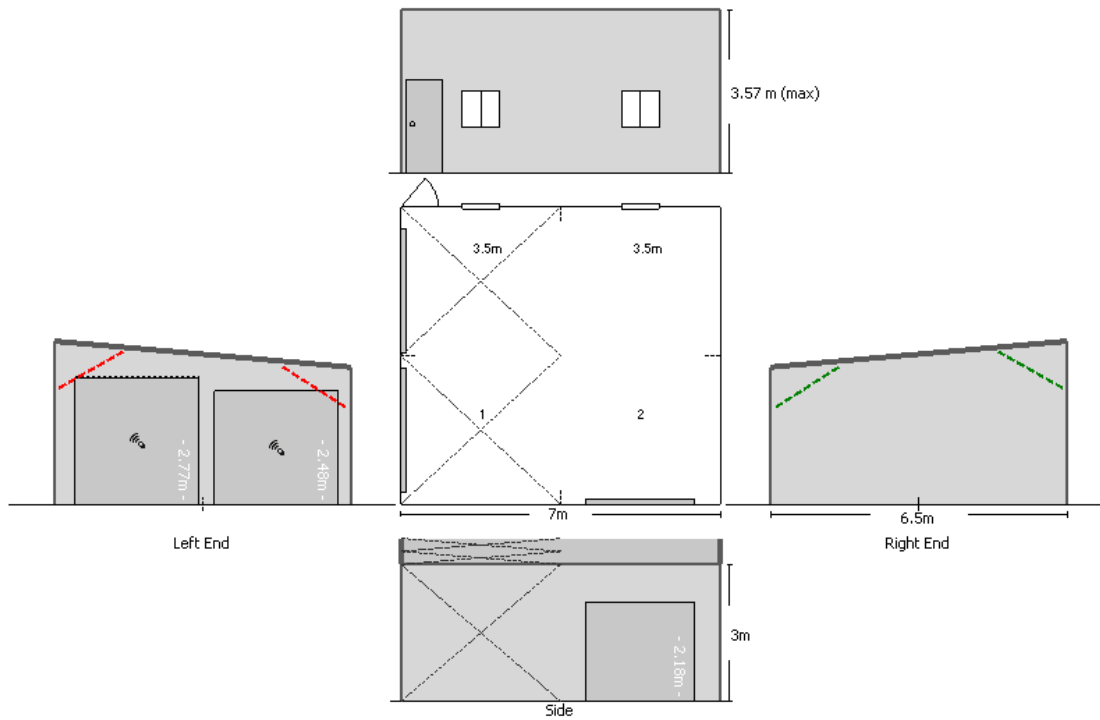 3.57 m (max)
3.5m
3.5m
1
2
- 2.77m -
- 2.48m -
7m
6.5m
Left End
Right End
3m
- 2.18m -
Side